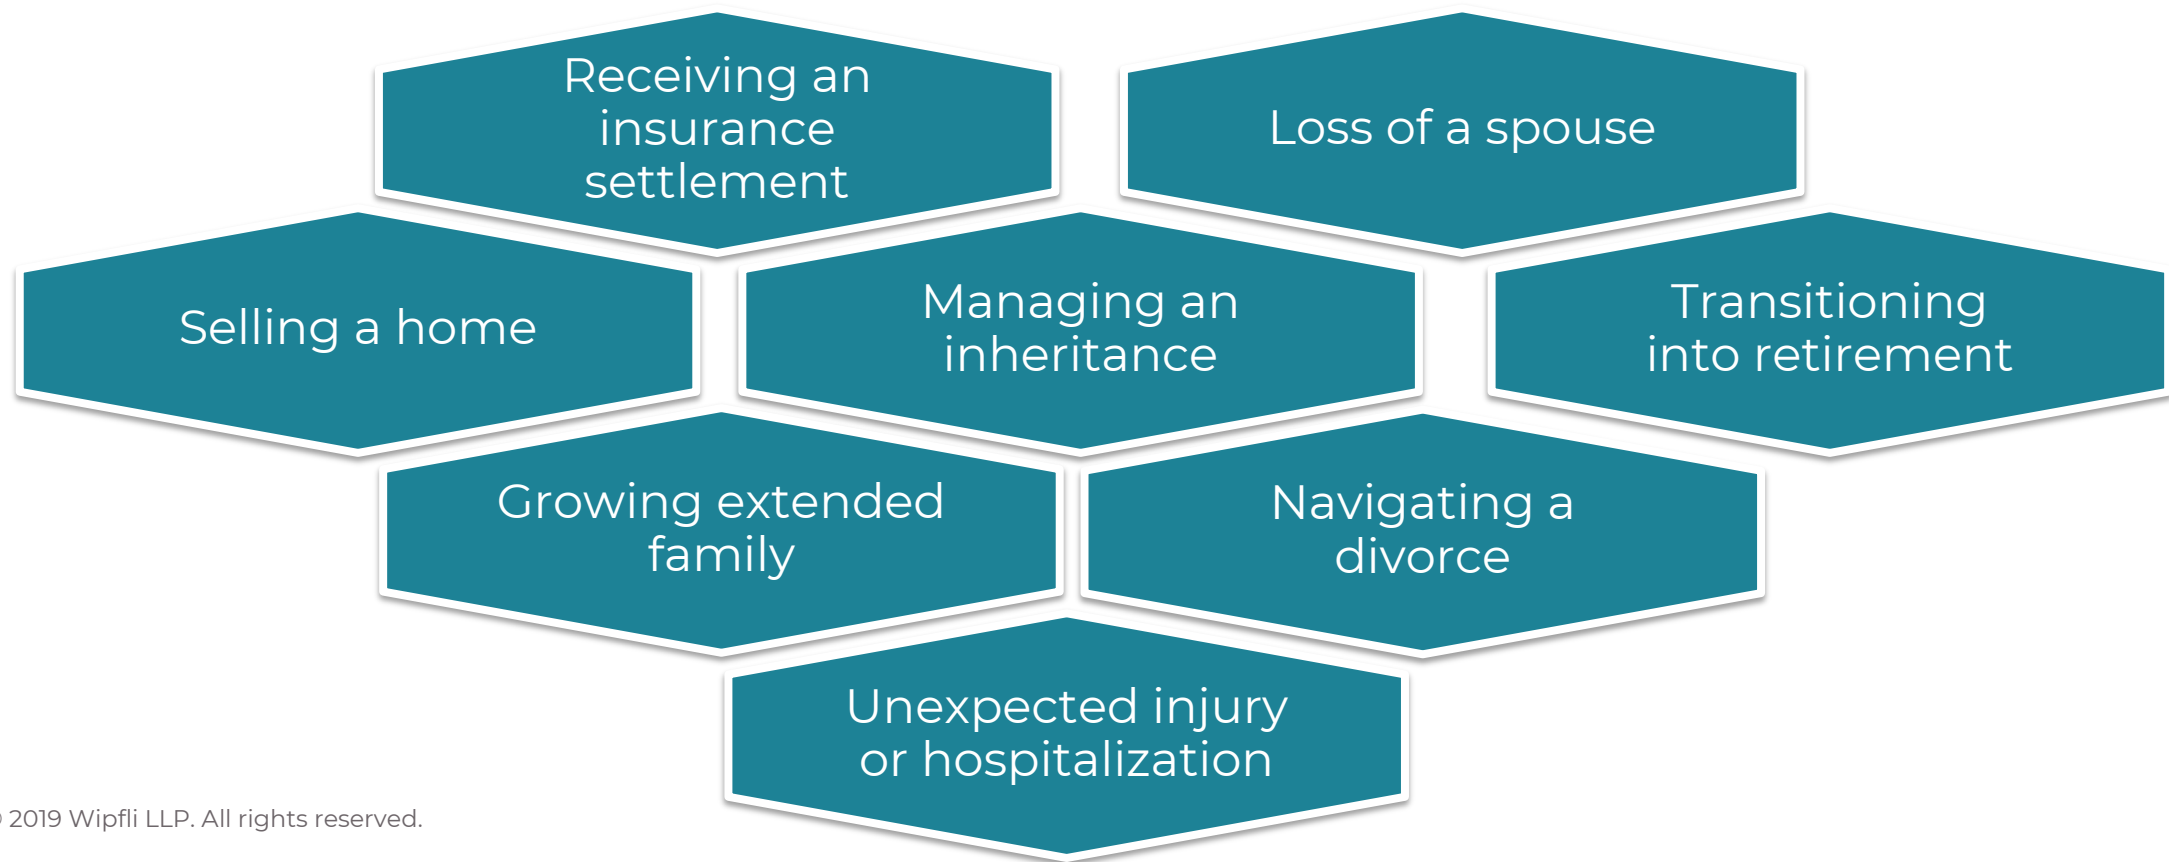 Receiving an
insurance
settlement
Loss of a spouse
Selling a home
Managing an
inheritance
Transitioning
into retirement
Growing extended
family
Navigating a
divorce
Unexpected injury
or hospitalization
© 2019 Wipfli LLP. All rights reserved.